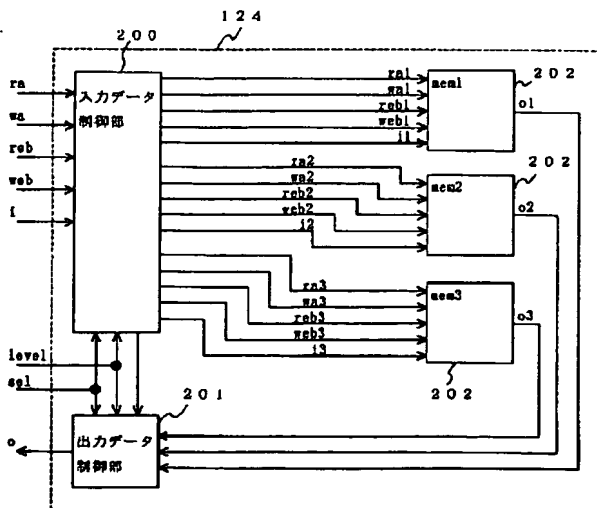 124
200
ra
wa
reb
web
i
入力データ
制御部
ra1
wa1
reb1
web1
i1
mem1
202
o1
ra2
wa2
reb2
web2
i2
mem2
202
o2
ra3
wa3
reb3
web3
i3
mem3
202
o3
level
sel
201
o
出力データ
制御部